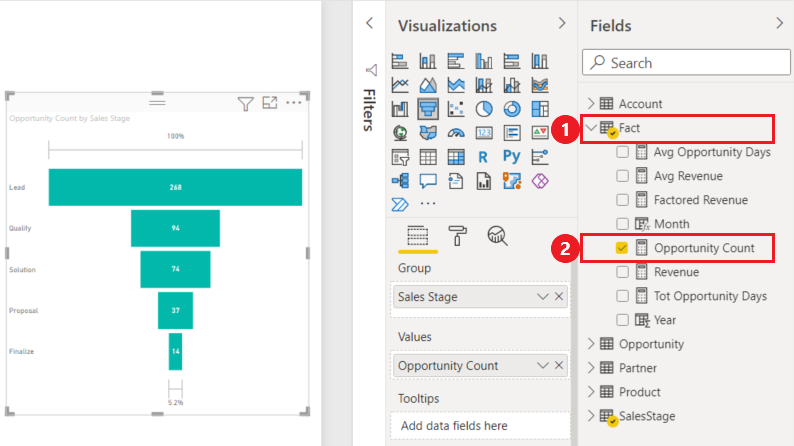 Visualizations
Fields
Search
Filters
Opportunity Count by Sales Stage
100%
Lead
268
Qualify
94
Solution
74
Proposal
37
Finalize
14
5.2%
123
R
Py
Group
Sales Stage
Values
Opportunity Count
Tooltips
Add data fields here
Account
1
Fact
Avg Opportunity Days
Avg Revenue
Factored Revenue
Month
2
Opportunity Count
Revenue
Tot Opportunity Days
Year
Opportunity
Partner
Product
SalesStage